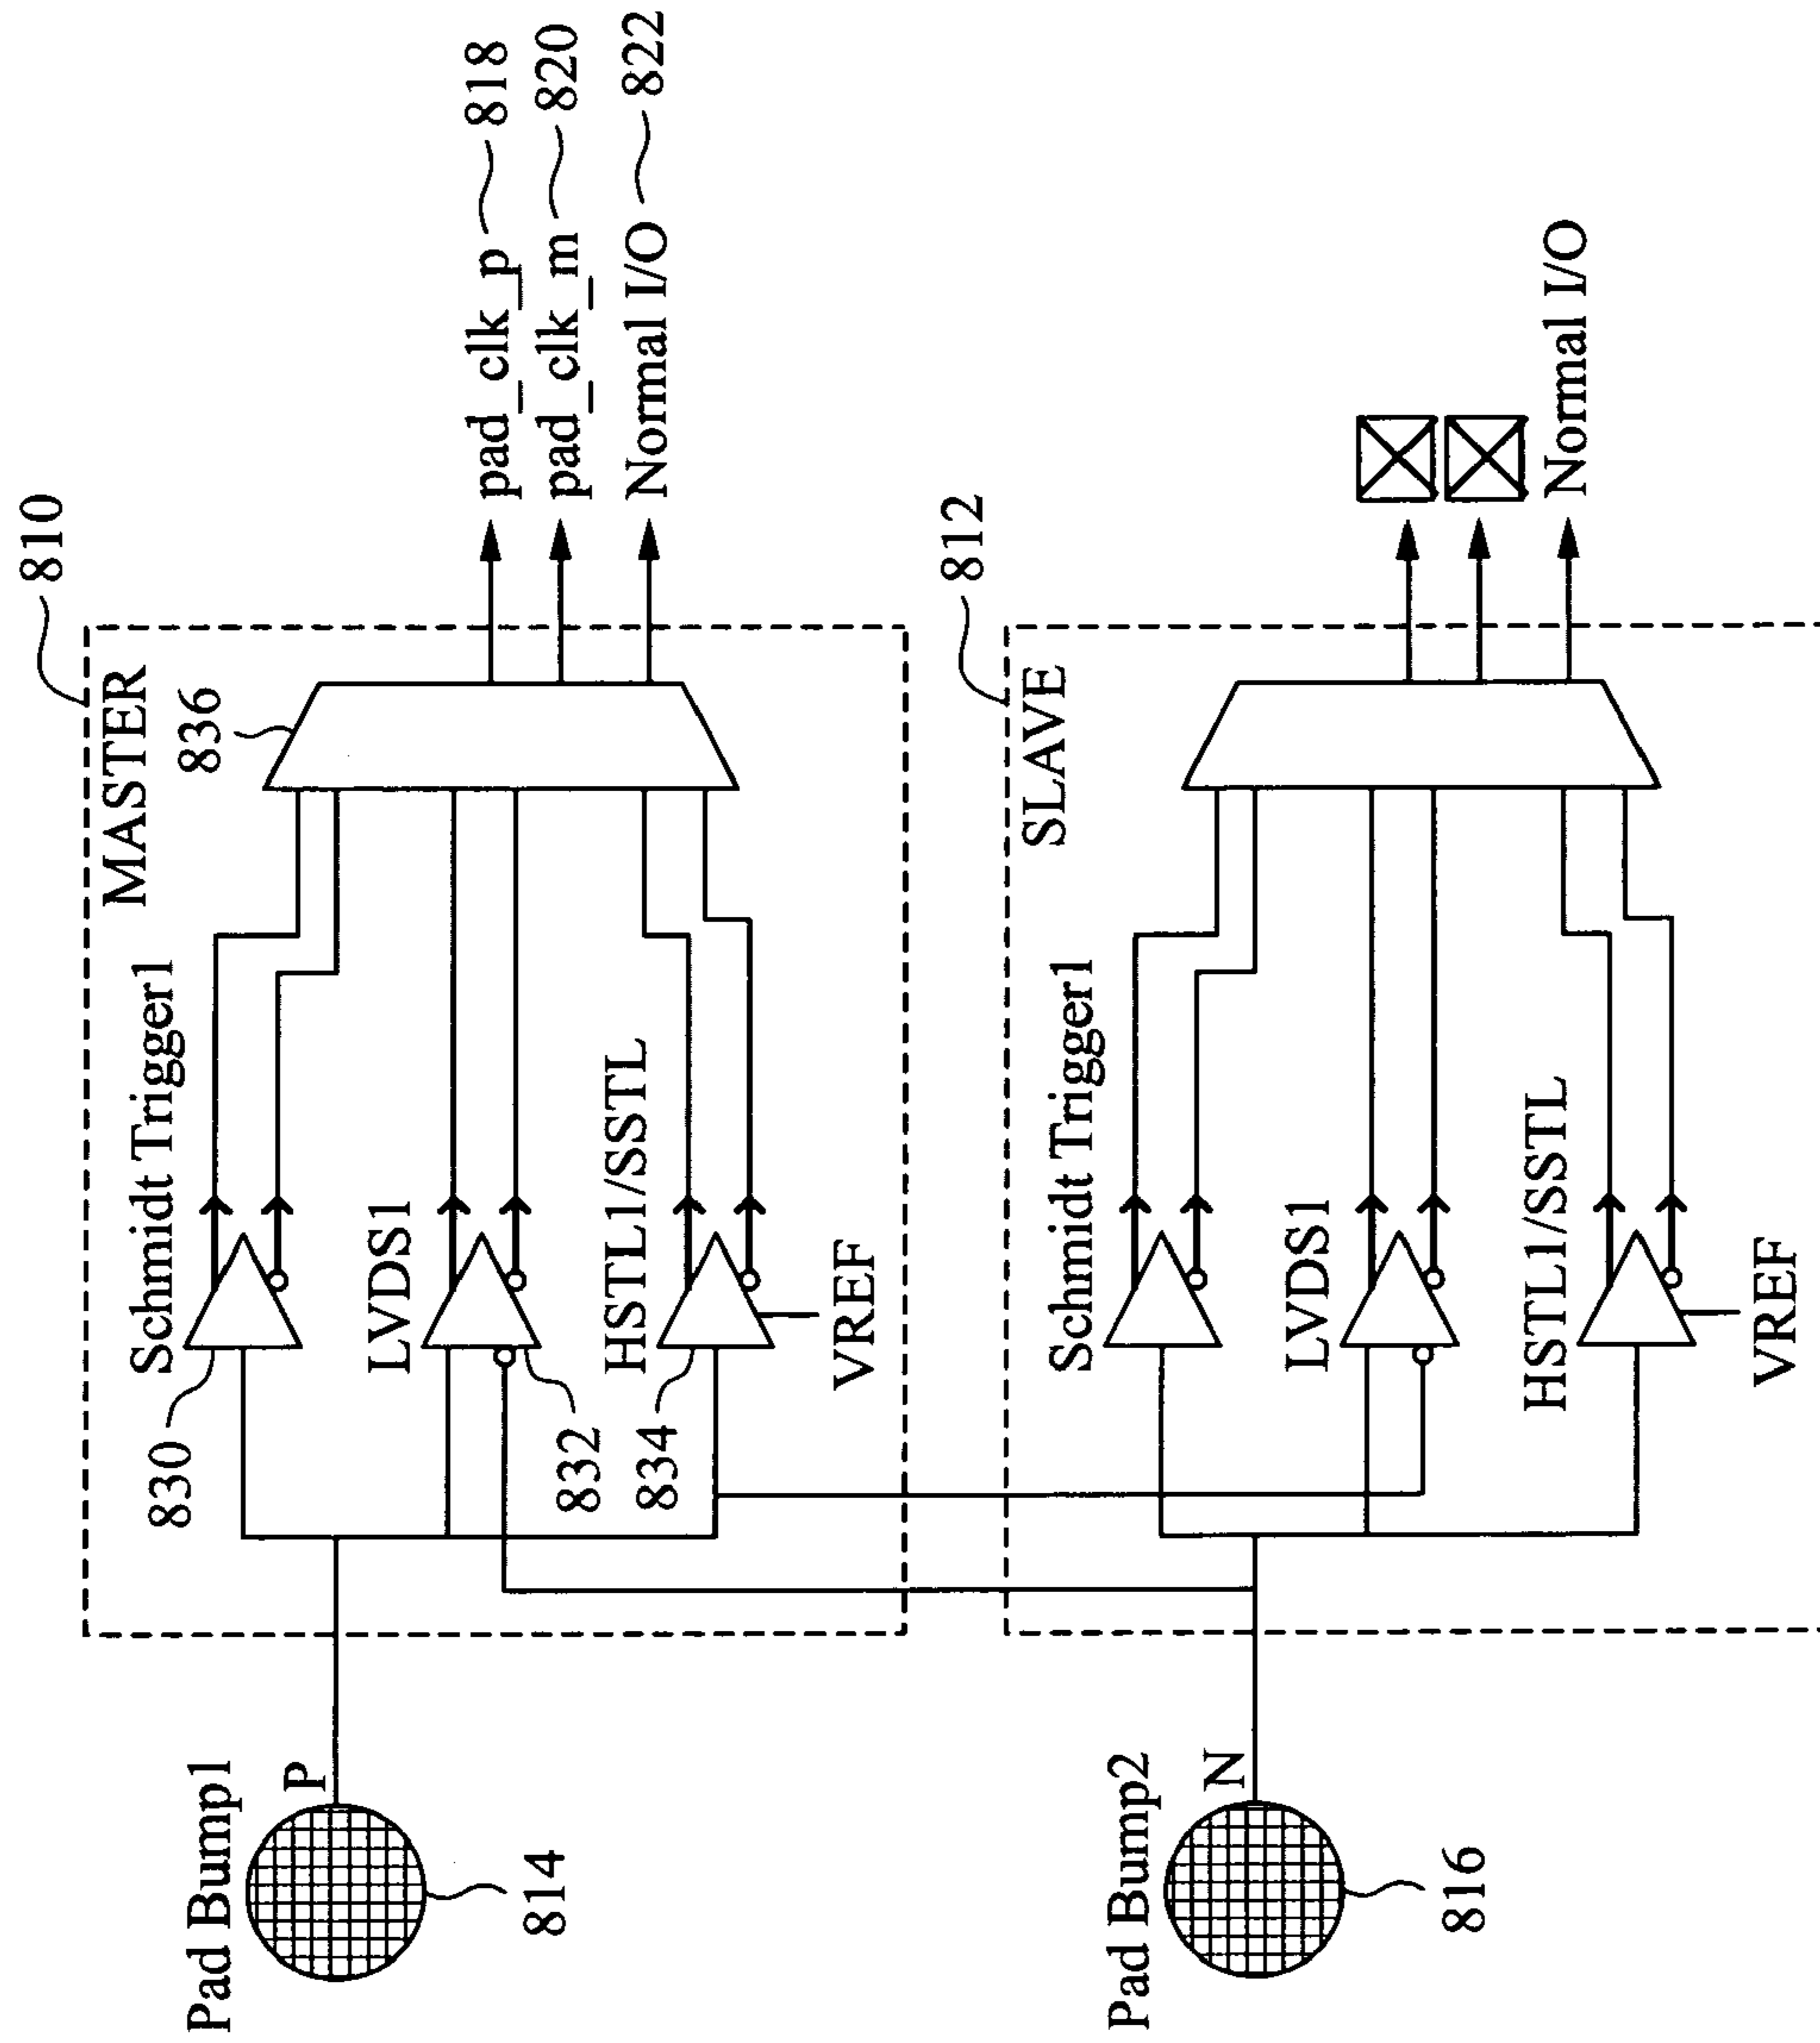 810
MASTER
836
Schmidt Trigger1
830
LVDS1
832
HSTL1/SSTL
834
VREF
Pad Bump1
P
814
pad_clk_p 818
pad_clk_m 820
Normal I/O 822
812
SLAVE
Schmidt Trigger1
LVDS1
HSTL1/SSTL
VREF
Pad Bump2
N
816
Normal I/O